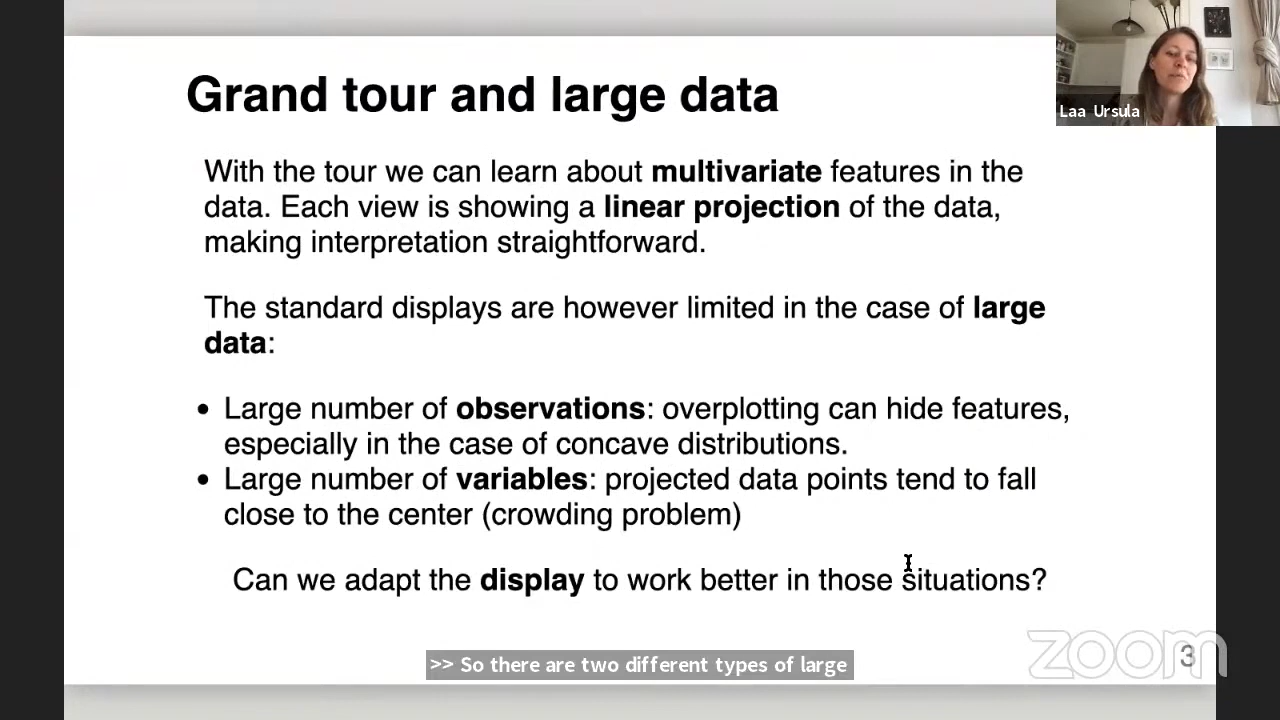 Grand tour and large data
Laa Ursula
With the tour we can learn about multivariate features in the
data. Each view is showing a linear projection of the data,
making interpretation straightforward.
The standard displays are however limited in the case of large
data:
• Large number of observations: overplotting can hide features,
especially in the case of concave distributions.
• Large number of variables: projected data points tend to fall
close to the center (crowding problem)
Can we adapt the display to work better in those situations?
>> So there are two different types of large
zoom
3